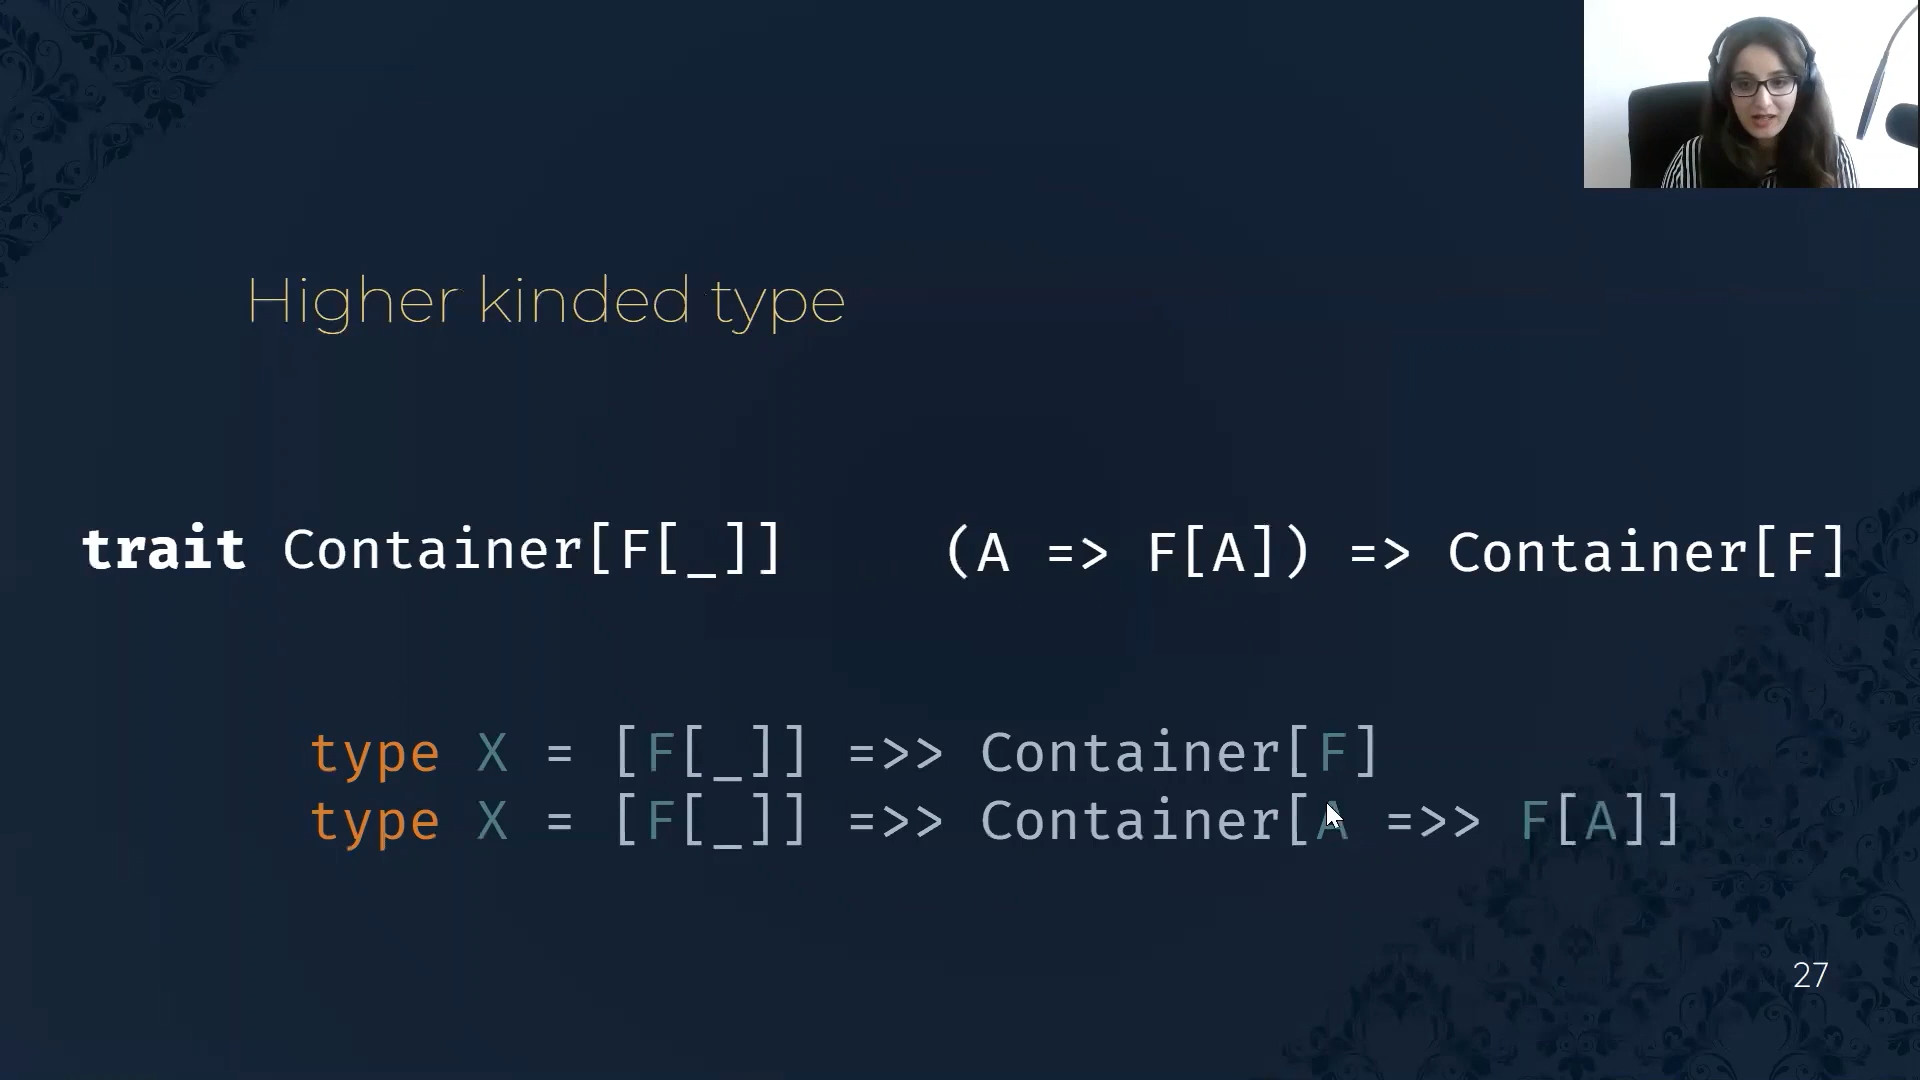 Higher kinded type
trait Container[F[_]]
(A => F[A]) => Container[F]
type X = [F[_]] =>> Container[F]
type X = [F[_]] =>> Container[A =>> F[A]]
27